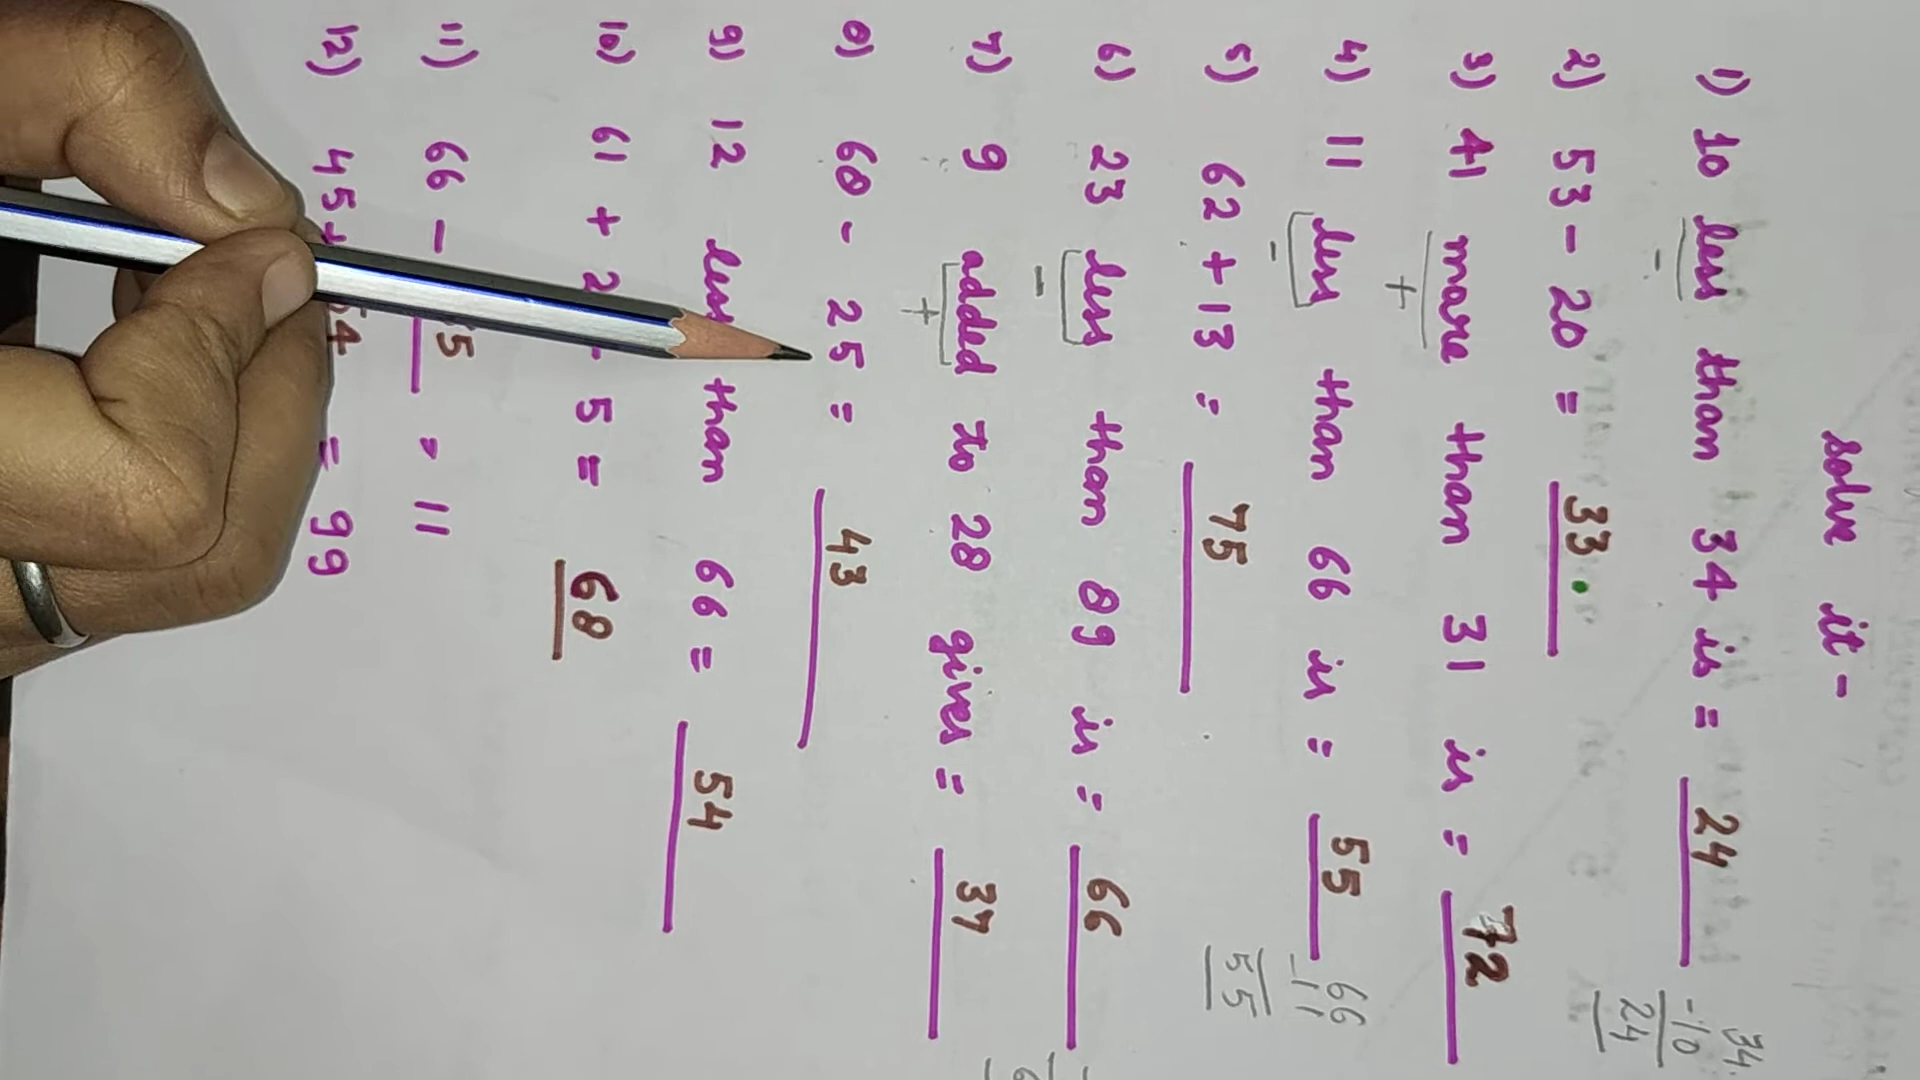 solve it-
1) 10 less than 34 is = 24
-
34
-10
24
2) 53 - 20 = 33
3) 41 more than 31 is = 72
+
4) 11 less than 66 is = 55
-
66
-11
55
5) 62 + 13 = 75
6) 23 less than 89 is = 66
-
7) 9 added to 28 gives = 37
+
8) 68 - 25 = 43
9) 12 less than 66 = 54
10) 61 + 2 5 = 68
11) 66 - 5 = 11
12) 45+ 54 = 99